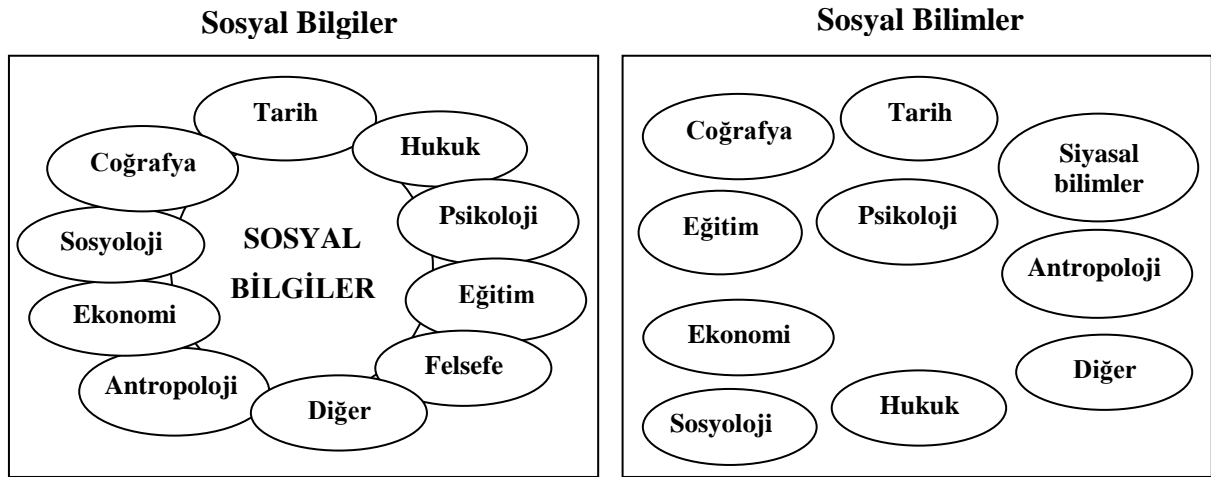 Sosyal Bilgiler
Tarih
Hukuk
Coğrafya
Psikoloji
Sosyoloji
SOSYAL
BİLGİLER
Eğitim
Ekonomi
Felsefe
Antropoloji
Diğer
Sosyal Bilimler
Tarih
Coğrafya
Siyasal
bilimler
Eğitim
Psikoloji
Antropoloji
Ekonomi
Diğer
Hukuk
Sosyoloji